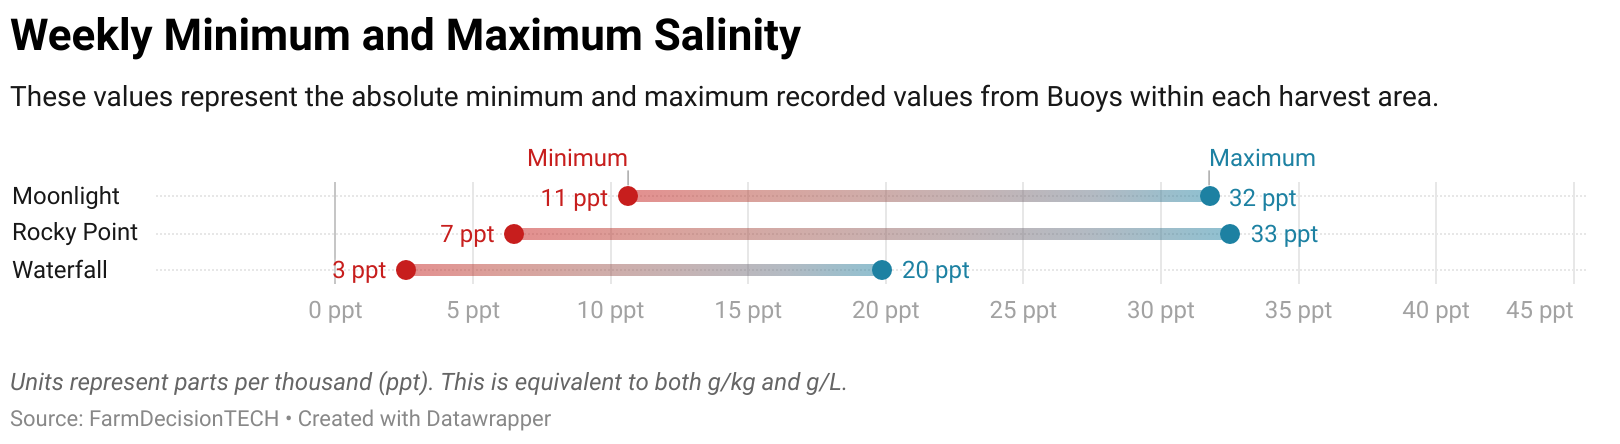 Weekly Minimum and Maximum Salinity
These values represent the absolute minimum and maximum recorded values from Buoys within each harvest area.
Minimum Maximum
Moonlight 11 ppt 32 ppt
Rocky Point 7 ppt 33 ppt
Waterfall 3 ppt 20 ppt
0 ppt 5 ppt 10 ppt 15 ppt 20 ppt 25 ppt 30 ppt 35 ppt 40 ppt 45 ppt
Units represent parts per thousand (ppt). This is equivalent to both g/kg and g/L.
Source: FarmDecisionTECH • Created with Datawrapper